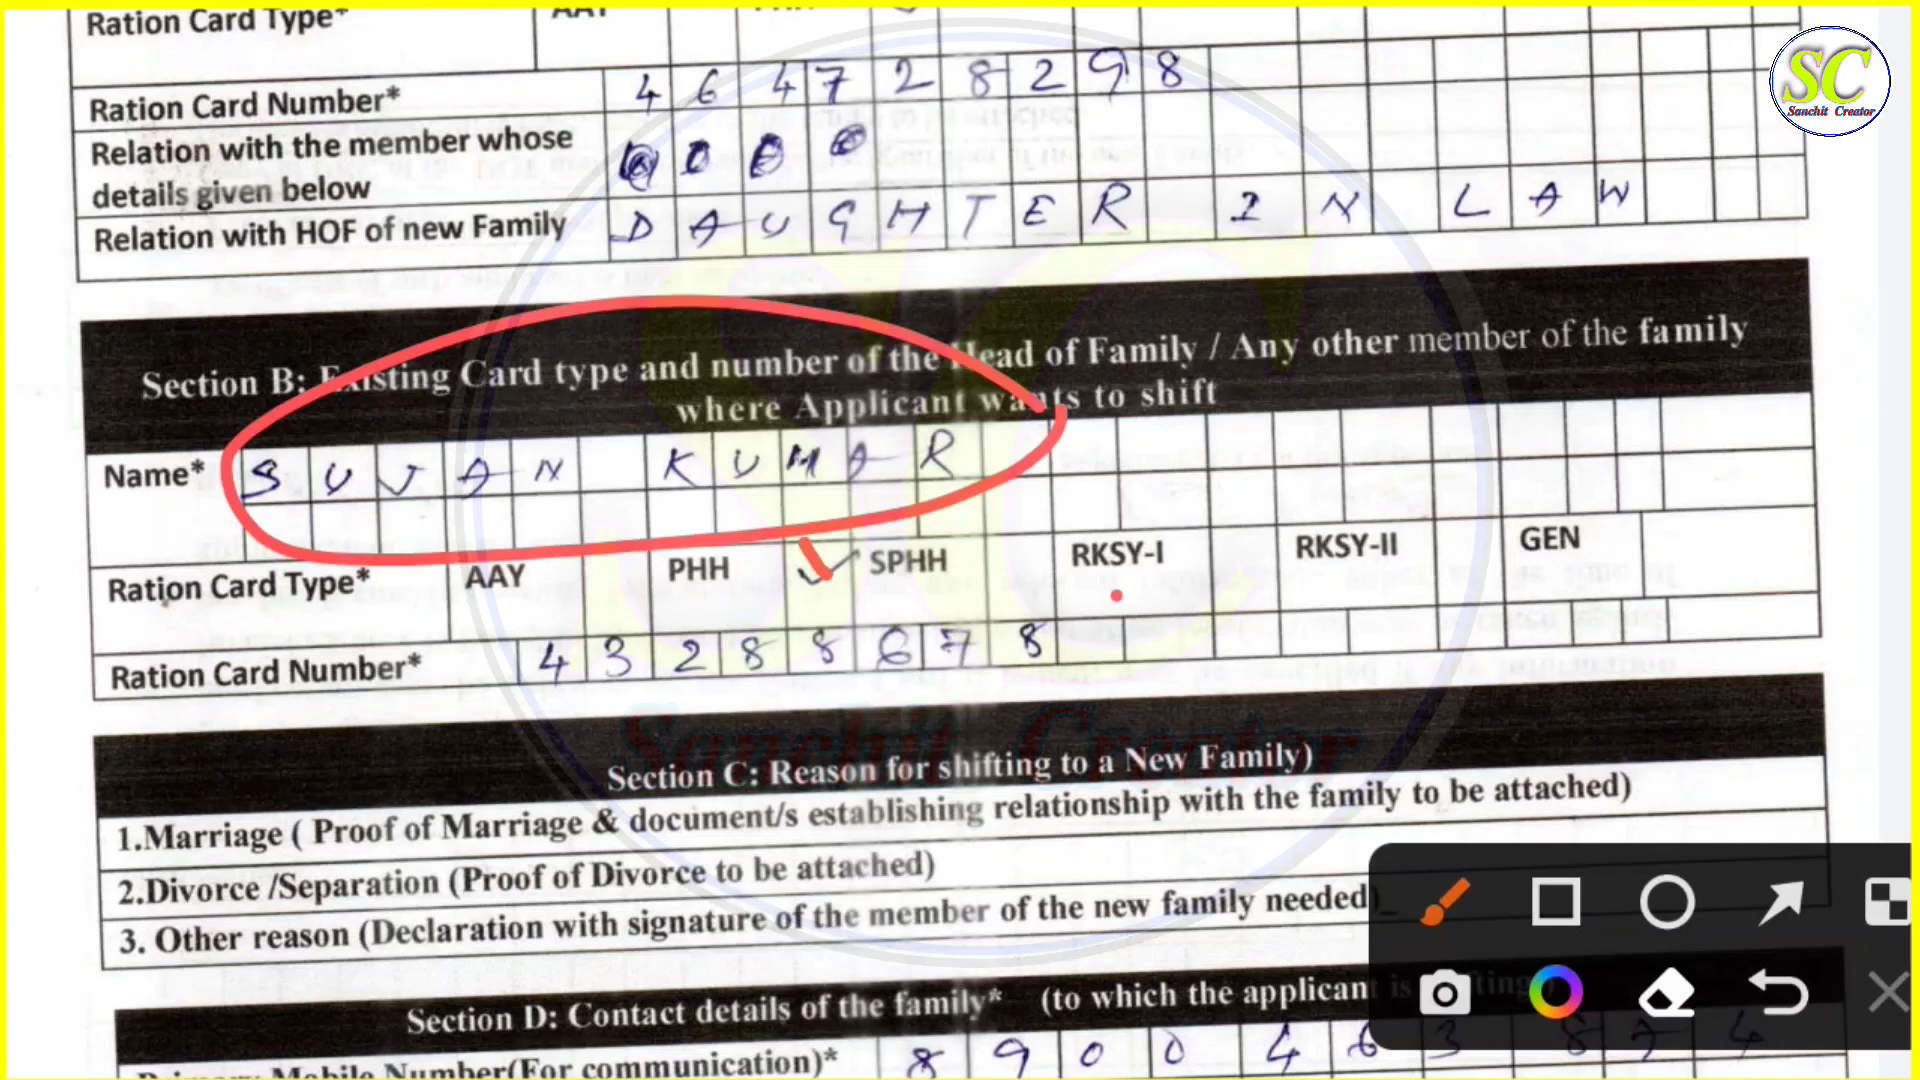 Ration Card Type* AAY
SC
Sanchit Creator
Ration Card Number* 4 6 4 7 2 8 2 9 8
Relation with the member whose
details given below
Relation with HOF of new Family D A U G H T E R I N L A W
Section B: Existing Card type and number of the Head of Family / Any other member of the family
where Applicant wants to shift
Name* S U J A N K U M A R
Ration Card Type* AAY PHH SPHH RKSY-I RKSY-II GEN
Ration Card Number* 4 3 2 8 8 6 7 8
Sanchit Creator
Section C: Reason for shifting to a New Family)
1.Marriage ( Proof of Marriage & document/s establishing relationship with the family to be attached)
2.Divorce /Separation (Proof of Divorce to be attached)
3. Other reason (Declaration with signature of the member of the new family needed)_
Section D: Contact details of the family* (to which the applicant is
Primary Mobile Number(For communication)* 8 9 0 0 4 6 3 8 7 4